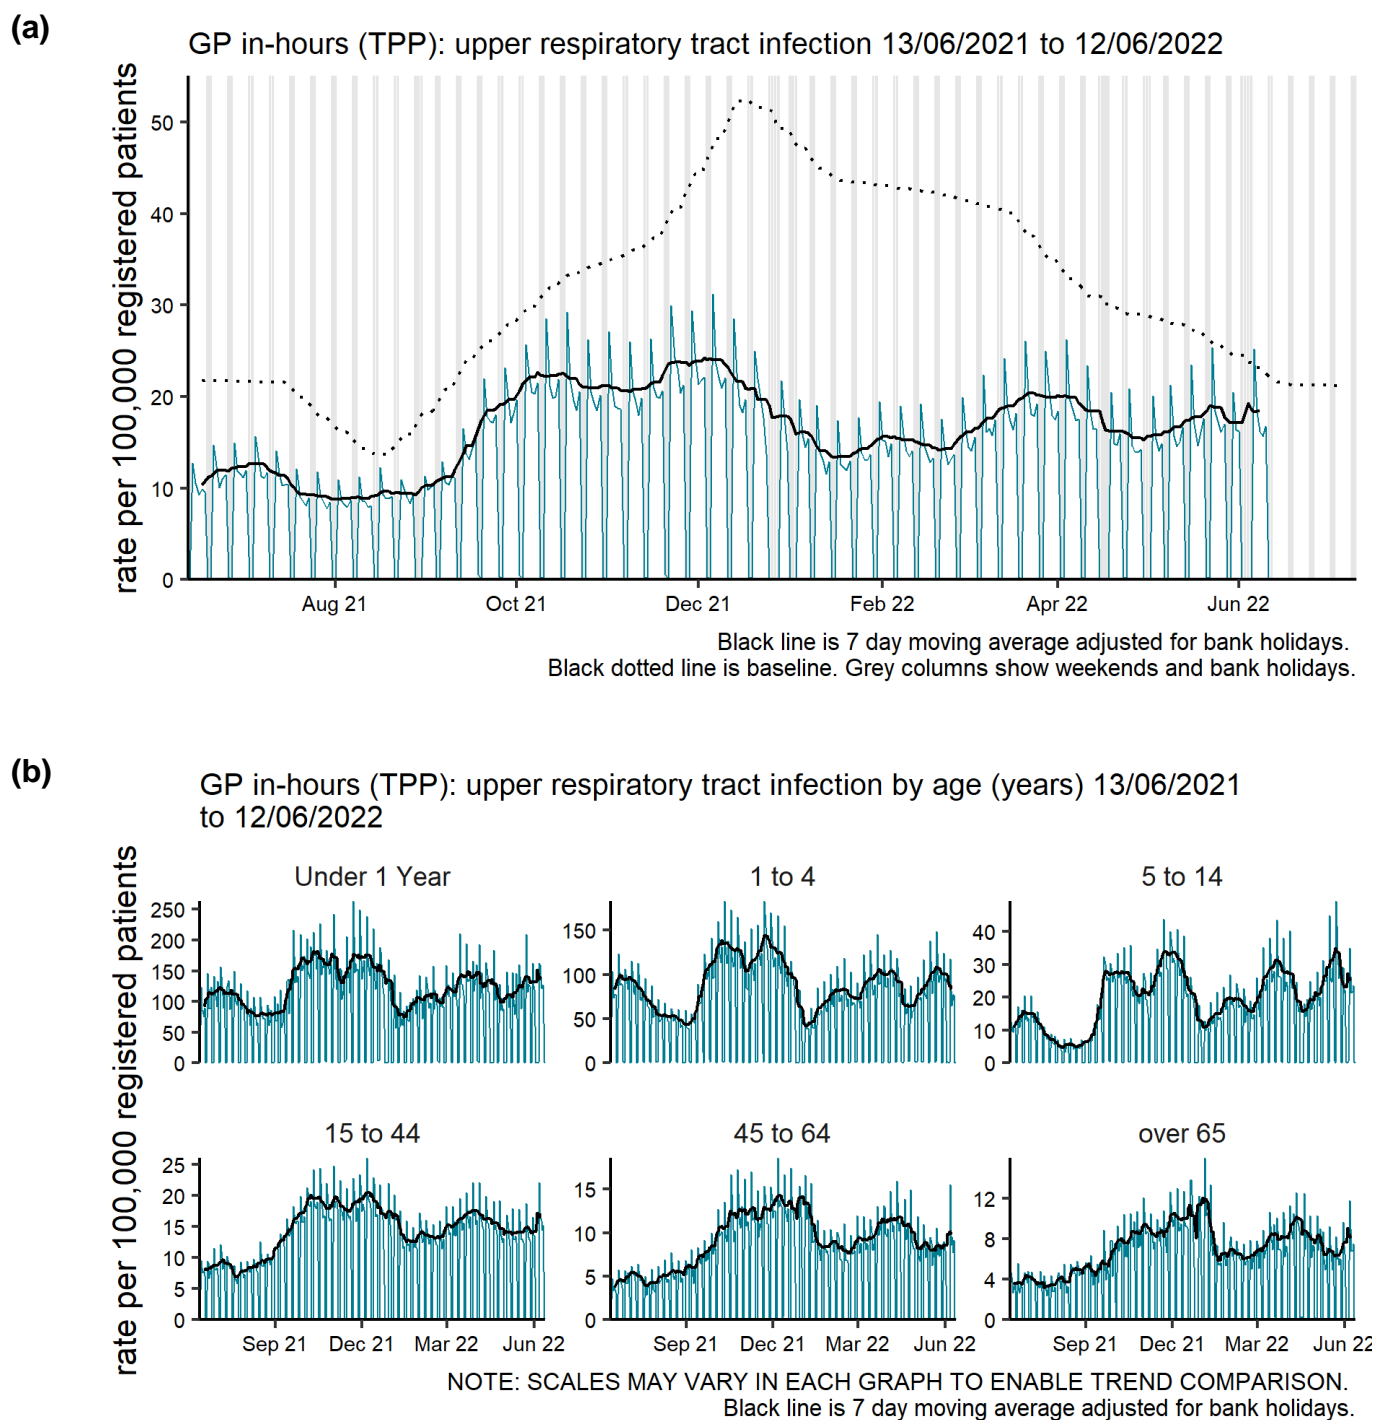 (a)
GP in-hours (TPP): upper respiratory tract infection 13/06/2021 to 12/06/2022
rate per 100,000 registered patients
50
40
30
20
10
0
Aug 21 Oct 21 Dec 21 Feb 22 Apr 22 Jun 22
Black line is 7 day moving average adjusted for bank holidays.
Black dotted line is baseline. Grey columns show weekends and bank holidays.
(b)
GP in-hours (TPP): upper respiratory tract infection by age (years) 13/06/2021
to 12/06/2022
rate per 100,000 registered patients
Under 1 Year
250
200
150
100
50
0
1 to 4
150
100
50
0
5 to 14
40
30
20
10
0
15 to 44
25
20
15
10
5
0
Sep 21 Dec 21 Mar 22 Jun 22
45 to 64
15
10
5
0
Sep 21 Dec 21 Mar 22 Jun 22
over 65
12
8
4
0
Sep 21 Dec 21 Mar 22 Jun 22
NOTE: SCALES MAY VARY IN EACH GRAPH TO ENABLE TREND COMPARISON.
Black line is 7 day moving average adjusted for bank holidays.